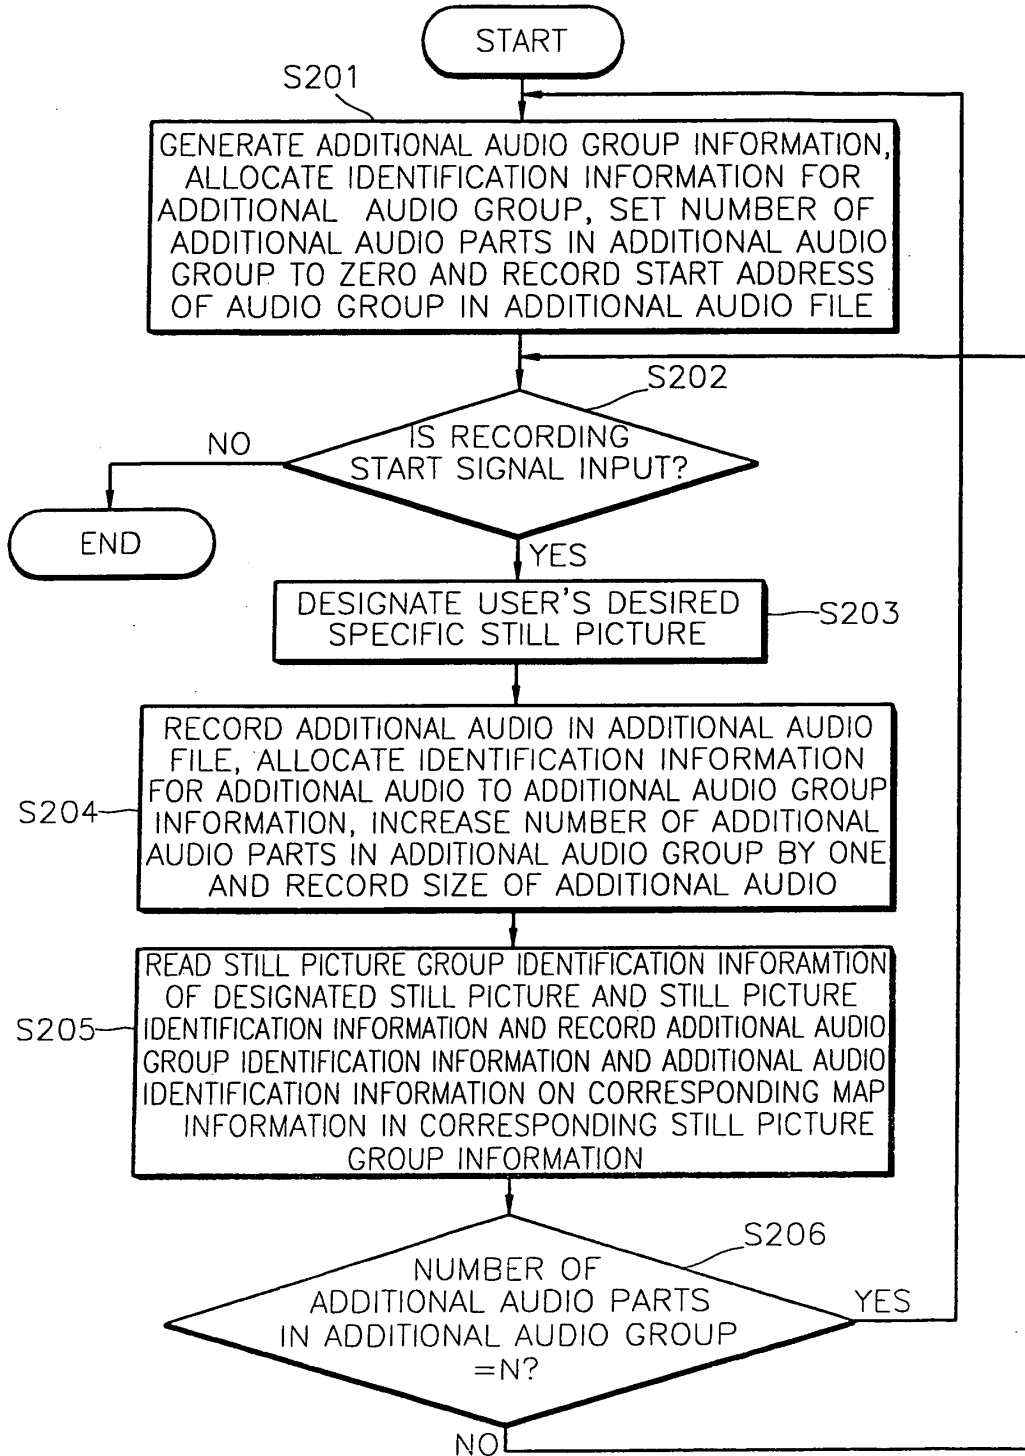 START
S201
GENERATE ADDITIONAL AUDIO GROUP INFORMATION,
ALLOCATE IDENTIFICATION INFORMATION FOR
ADDITIONAL AUDIO GROUP, SET NUMBER OF
ADDITIONAL AUDIO PARTS IN ADDITIONAL AUDIO
GROUP TO ZERO AND RECORD START ADDRESS
OF AUDIO GROUP IN ADDITIONAL AUDIO FILE
S202
IS RECORDING
START SIGNAL INPUT?
NO
END
YES
DESIGNATE USER'S DESIRED
SPECIFIC STILL PICTURE
S203
RECORD ADDITIONAL AUDIO IN ADDITIONAL AUDIO
FILE, ALLOCATE IDENTIFICATION INFORMATION
FOR ADDITIONAL AUDIO TO ADDITIONAL AUDIO GROUP
INFORMATION, INCREASE NUMBER OF ADDITIONAL
AUDIO PARTS IN ADDITIONAL AUDIO GROUP BY ONE
AND RECORD SIZE OF ADDITIONAL AUDIO
S204
READ STILL PICTURE GROUP IDENTIFICATION INFORAMTION
OF DESIGNATED STILL PICTURE AND STILL PICTURE
IDENTIFICATION INFORMATION AND RECORD ADDITIONAL AUDIO
GROUP IDENTIFICATION INFORMATION AND ADDITIONAL AUDIO
IDENTIFICATION INFORMATION ON CORRESPONDING MAP
INFORMATION IN CORRESPONDING STILL PICTURE
GROUP INFORMATION
S205
S206
NUMBER OF
ADDITIONAL AUDIO PARTS
IN ADDITIONAL AUDIO GROUP
=N?
YES
NO